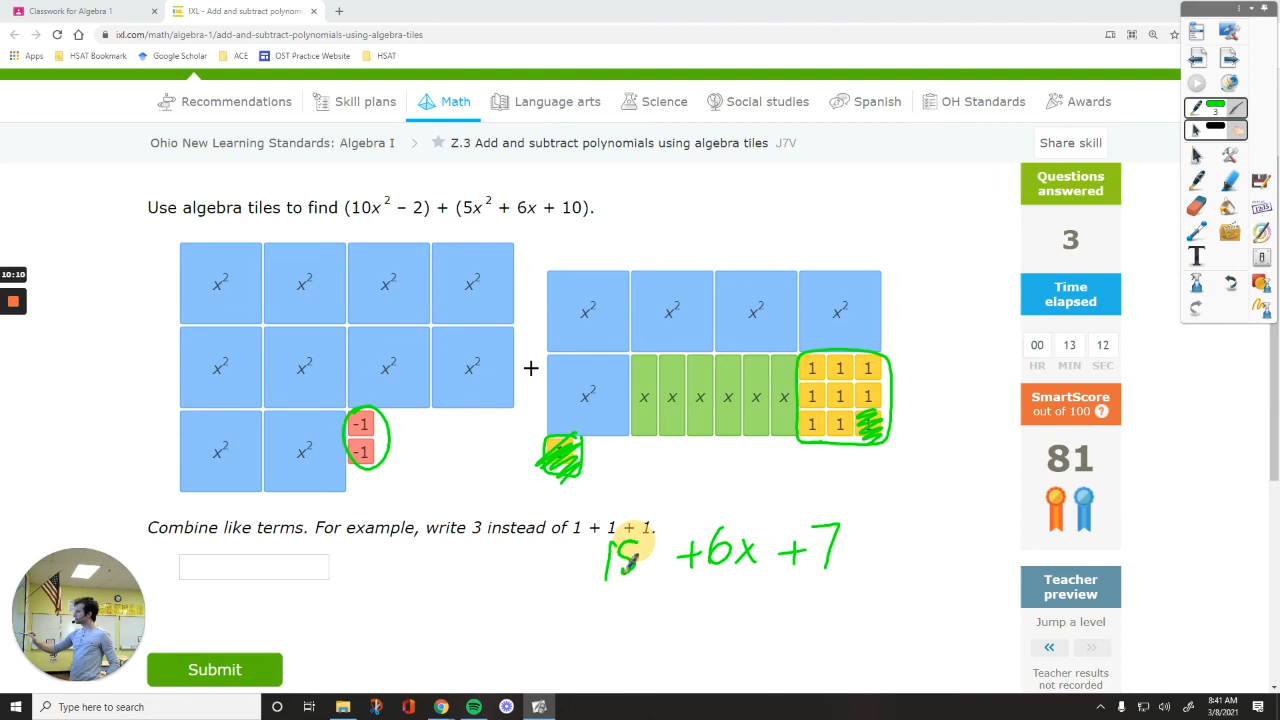 Classwork for Algebra 1
IXL - Add and subtract polynomi
ixl.com/math/algebra-1/add-and-subtract-polynomials-using-algebra-tiles
Apps HSAT Bookmark Google Scholar ACE OST Practice Website HSAT
Recommendations Skill plans Math Language arts Science Social studies Spanish OH Standards Awards
Ohio New Learning Standards: Algebra I > Z.3 Add and subtract polynomials using algebra tiles J7V
Share skill
Use algebra tiles to find (10x² – 2) + (5x² + 6x + 10).
x² x² x² x²
x² x² x² x²
x² x² -1
-1
+
x² x² x² x²
x² x x x x x x 1 1 1
1 1 1
1 1
Combine like terms. For example, write 3 instead of 1 + 1 + 1.
15 +6x +7
Submit
Questions
answered
3
Time
elapsed
00 13 12
HR MIN SEC
SmartScore
out of 100 ?
81
Teacher
preview
Jump a level
<< >>
Teacher results
not recorded
10:10
3
T
Type here to search
8:41 AM
3/8/2021